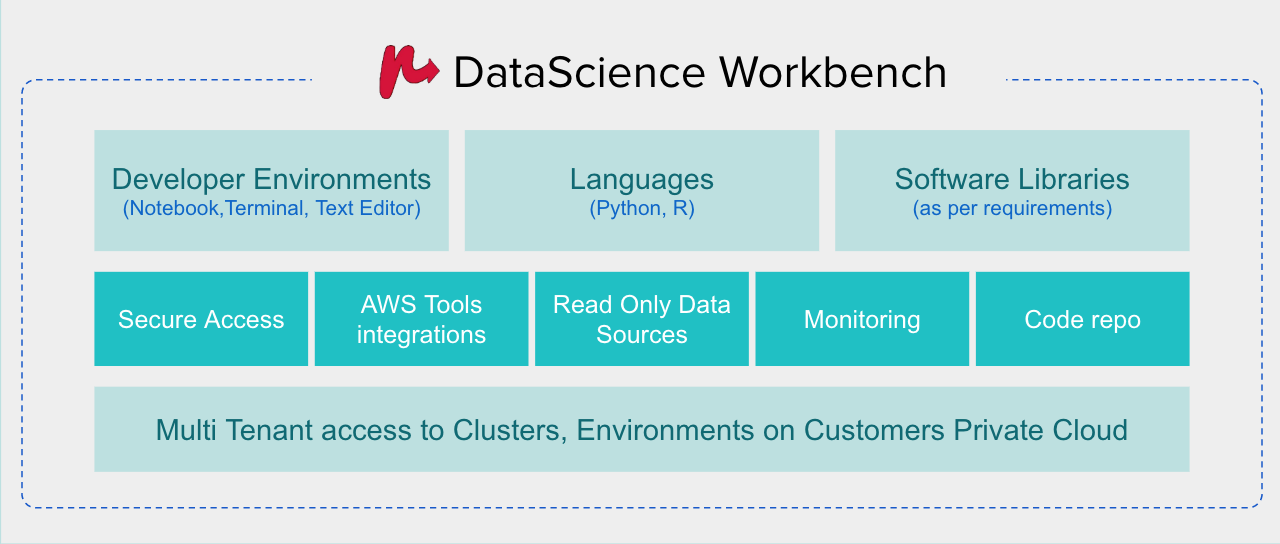 DataScience Workbench
Developer Environments
(Notebook,Terminal, Text Editor)
Languages
(Python, R)
Software Libraries
(as per requirements)
Secure Access
AWS Tools
integrations
Read Only Data
Sources
Monitoring
Code repo
Multi Tenant access to Clusters, Environments on Customers Private Cloud